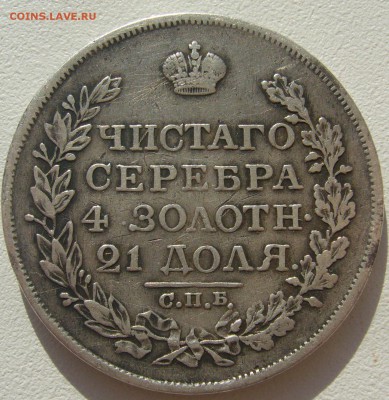 COINS.LAVE.RU
ЧИСТАГО
СЕРЕБРА
4 ЗОЛОТН.
21 ДОЛЯ.
С.П.Б.